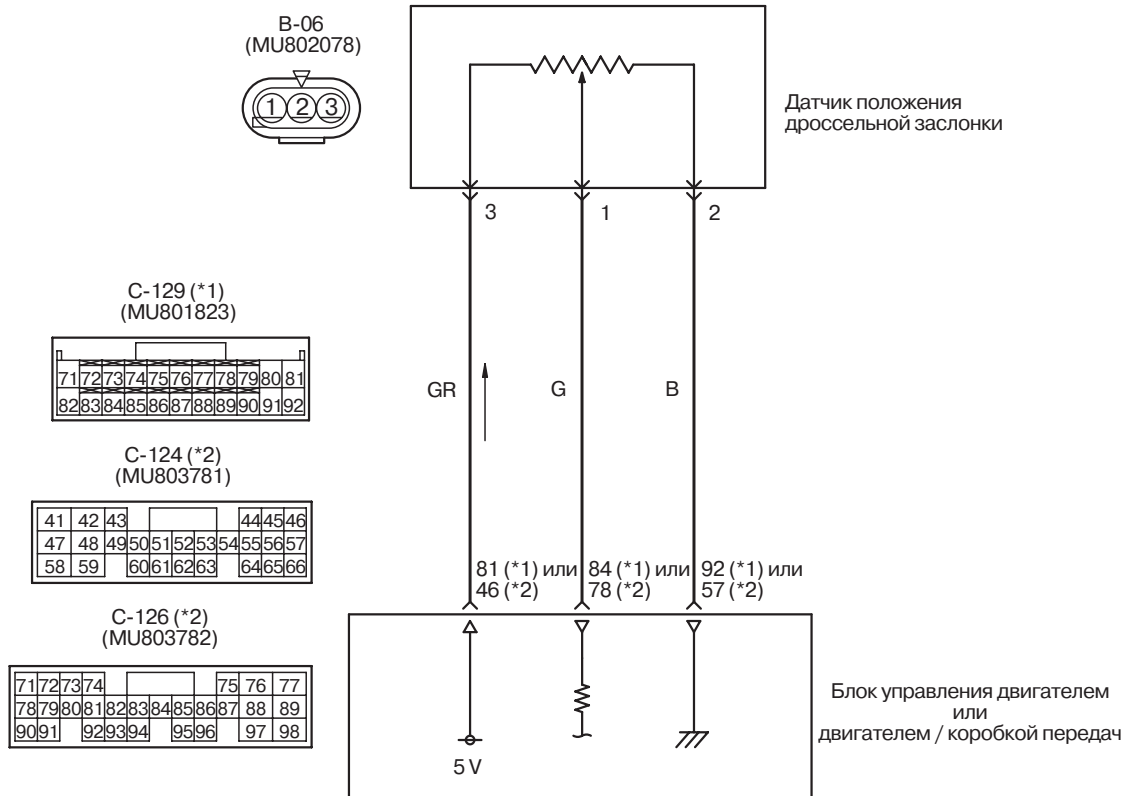 B-06
(MU802078)
1 2 3
Датчик положения
дроссельной заслонки
3
1
2
C-129 (*1)
(MU801823)
71 72 73 74 75 76 77 78 79 80 81
82 83 84 85 86 87 88 89 90 91 92
GR
G
B
C-124 (*2)
(MU803781)
41 42 43 44 45 46
47 48 49 50 51 52 53 54 55 56 57
58 59 60 61 62 63 64 65 66
81 (*1) или
46 (*2)
84 (*1) или
78 (*2)
92 (*1) или
57 (*2)
C-126 (*2)
(MU803782)
71 72 73 74 75 76 77
78 79 80 81 82 83 84 85 86 87 88 89
90 91 92 93 94 95 96 97 98
5 V
Блок управления двигателем
или
двигателем / коробкой передач